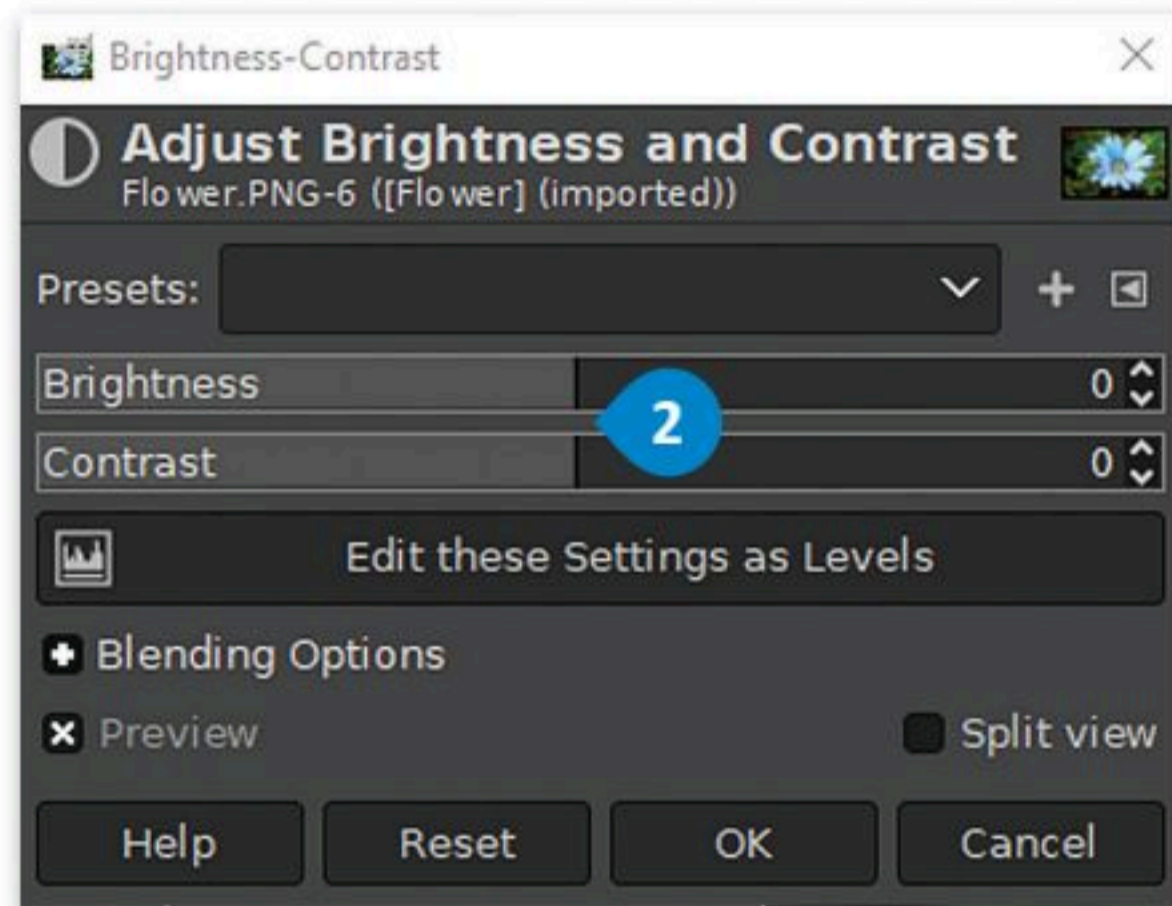 Brightness-Contrast
Adjust Brightness and Contrast
Flower.PNG-6 ([Flower] (imported))
Presets:
Brightness 0
2
Contrast 0
Edit these Settings as Levels
Blending Options
Preview Split view
Help Reset OK Cancel